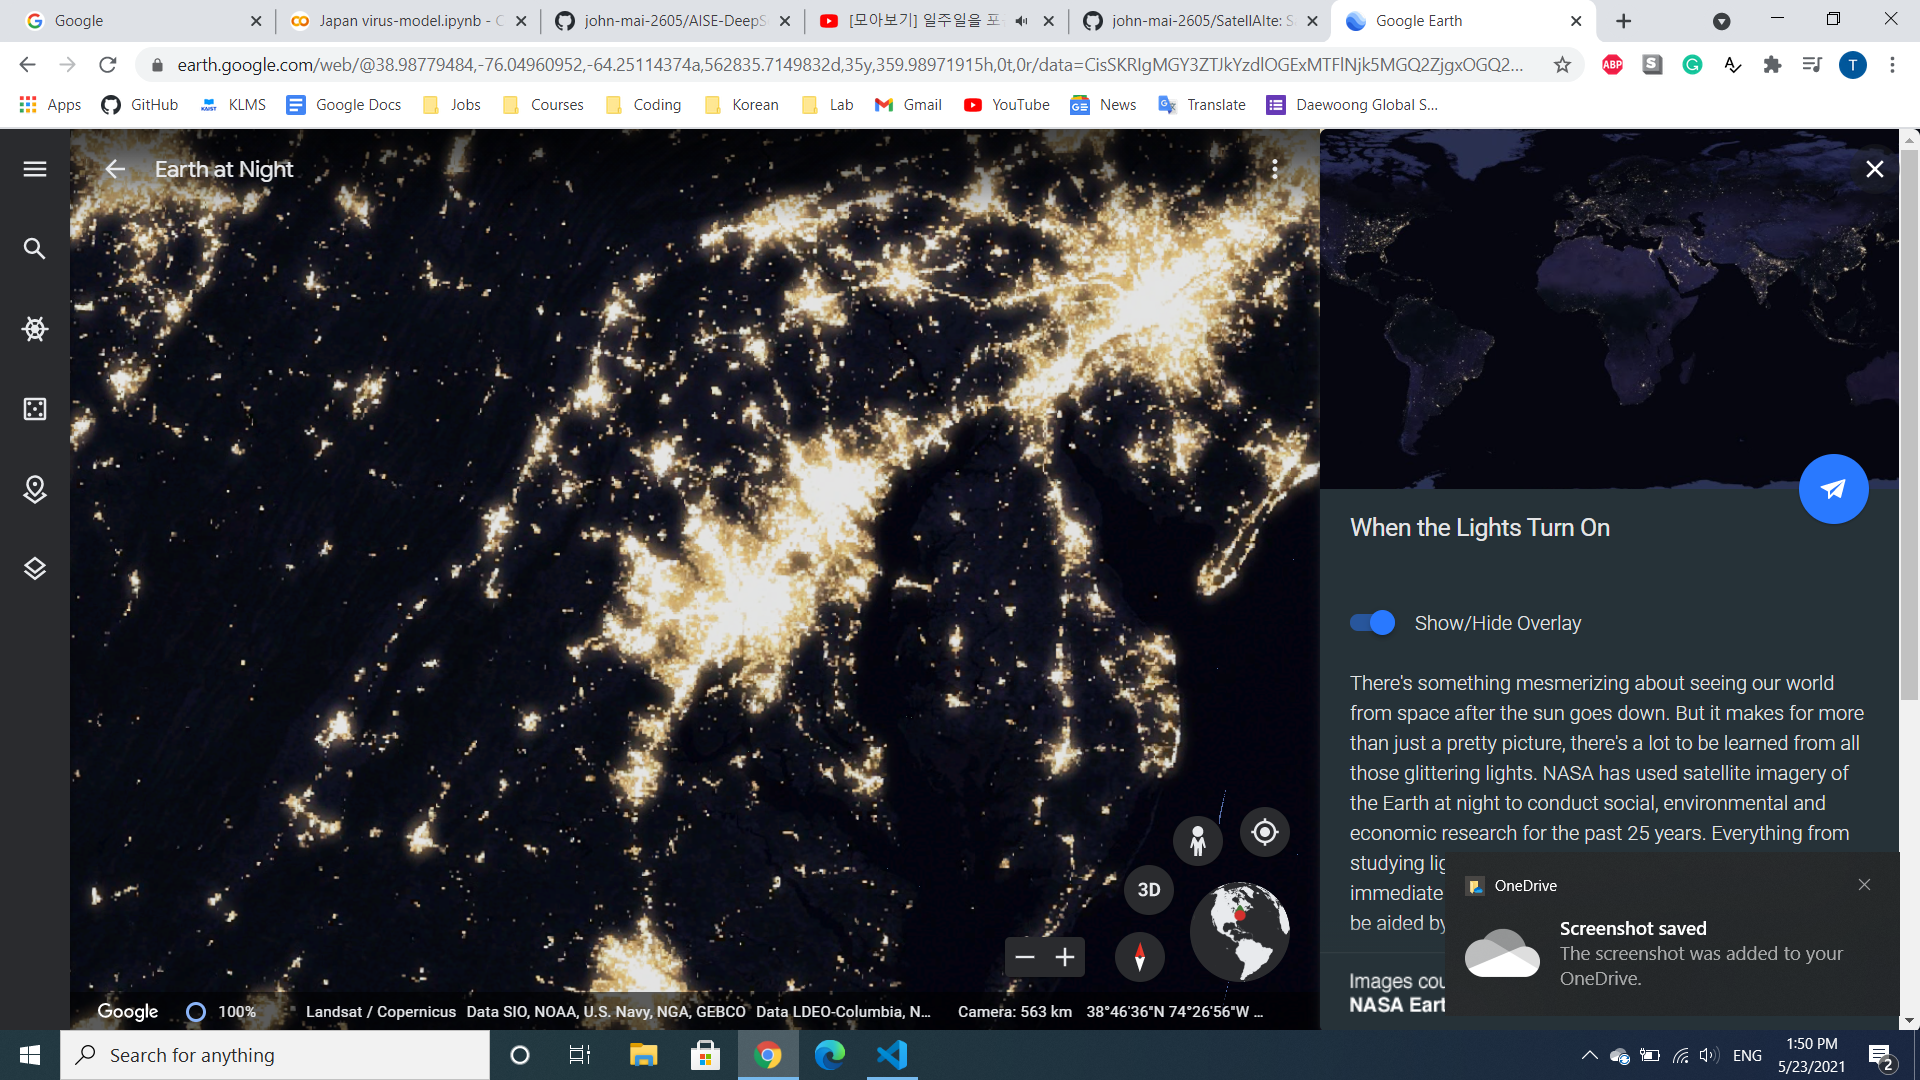 Google
Japan virus-model.ipynb - C
john-mai-2605/AISE-DeepS
[모아보기] 일주일을 포
john-mai-2605/SatellAIte: S
Google Earth
earth.google.com/web/@38.98779484,-76.04960952,-64.25114374a,562835.7149832d,35y,359.98971915h,0t,0r/data=CisSKRIgMGY3ZTJkYzdlOGExMTFlNjk5MGQ2ZjgxOGQ2...
ABP
S
G
T
Apps
GitHub
KAIST
KLMS
Google Docs
Jobs
Courses
Coding
Korean
Lab
Gmail
YouTube
News
Translate
Daewoong Global S...
Earth at Night
When the Lights Turn On
Show/Hide Overlay
There's something mesmerizing about seeing our world
from space after the sun goes down. But it makes for more
than just a pretty picture, there's a lot to be learned from all
those glittering lights. NASA has used satellite imagery of
the Earth at night to conduct social, environmental and
economic research for the past 25 years. Everything from
studying lig
immediate
be aided by
Images cou
NASA Eart
OneDrive
Screenshot saved
The screenshot was added to your
OneDrive.
3D
Google
100%
Landsat / Copernicus Data SIO, NOAA, U.S. Navy, NGA, GEBCO Data LDEO-Columbia, N...
Camera: 563 km 38°46'36"N 74°26'56"W ...
Search for anything
ENG
1:50 PM
5/23/2021
2